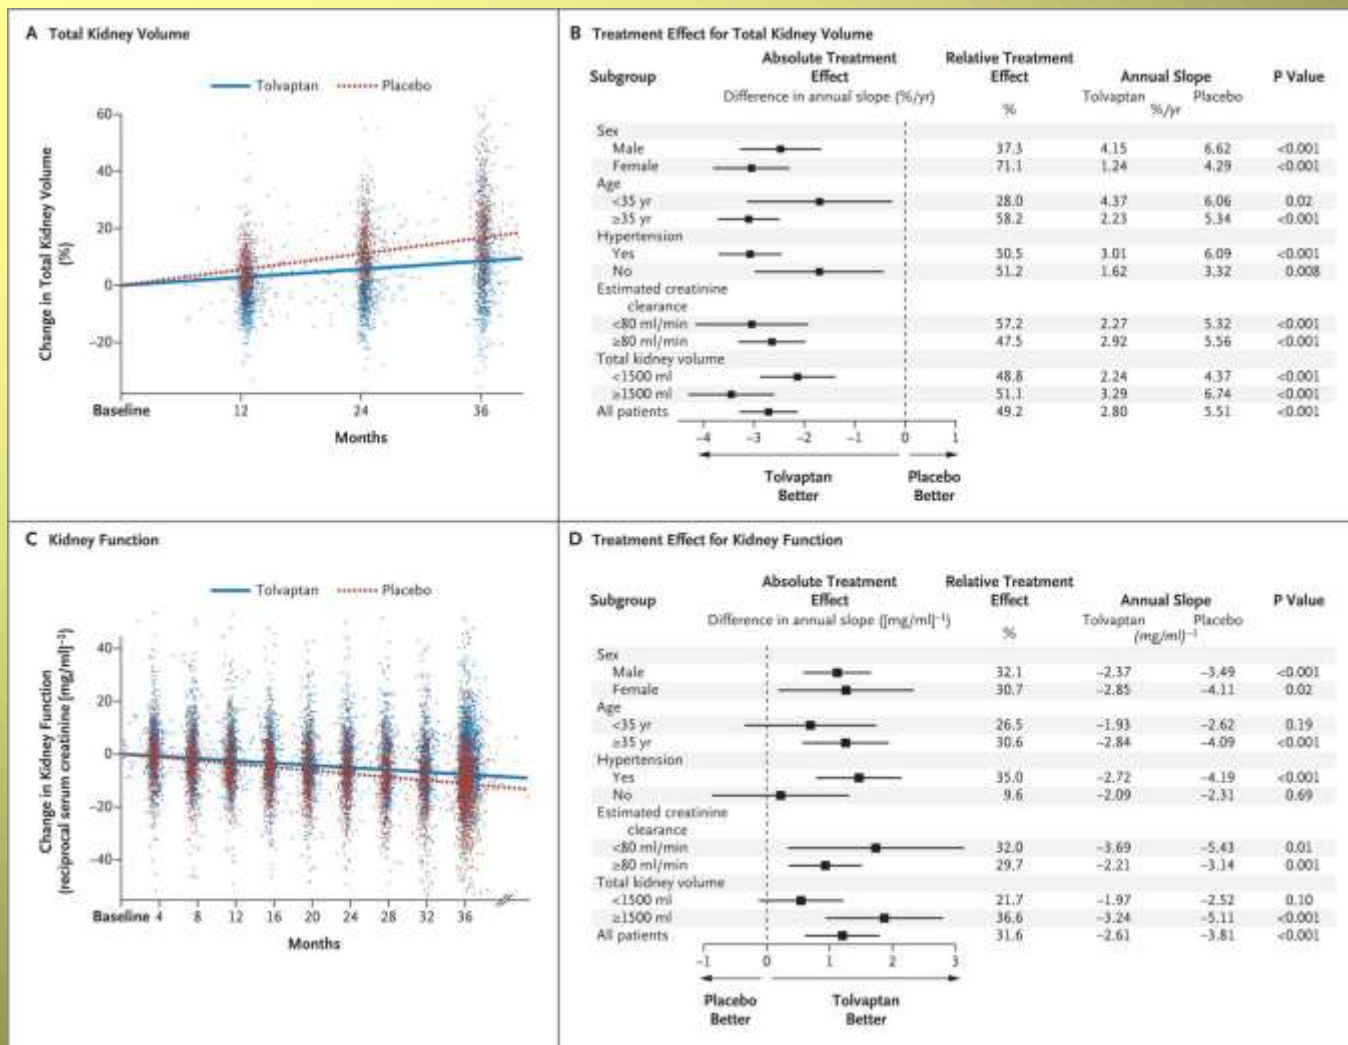 A Total Kidney Volume
Tolvaptan Placebo
Change in Total Kidney Volume
(%)
60
40
20
0
−20
Baseline 12 24 36
Months
B Treatment Effect for Total Kidney Volume
Subgroup Absolute Treatment Effect Relative Treatment Effect Annual Slope P Value
Difference in annual slope (%/yr) % Tolvaptan Placebo
%/yr
Sex
Male 37.3 4.15 6.62 <0.001
Female 71.1 1.24 4.29 <0.001
Age
<35 yr 28.0 4.37 6.06 0.02
≥35 yr 58.2 2.23 5.34 <0.001
Hypertension
Yes 50.5 3.01 6.09 <0.001
No 51.2 1.62 3.32 0.008
Estimated creatinine
clearance
<80 ml/min 57.2 2.27 5.32 <0.001
≥80 ml/min 47.5 2.92 5.56 <0.001
Total kidney volume
<1500 ml 48.8 2.24 4.37 <0.001
≥1500 ml 51.1 3.29 6.74 <0.001
All patients 49.2 2.80 5.51 <0.001
−4 −3 −2 −1 0 1
Tolvaptan Placebo
Better Better
C Kidney Function
Tolvaptan Placebo
Change in Kidney Function
(reciprocal serum creatinine [mg/ml]⁻¹)
40
20
0
−20
−40
Baseline 4 8 12 16 20 24 28 32 36
Months
D Treatment Effect for Kidney Function
Subgroup Absolute Treatment Effect Relative Treatment Effect Annual Slope P Value
Difference in annual slope ([mg/ml]⁻¹) % Tolvaptan Placebo
(mg/ml)⁻¹
Sex
Male 32.1 −2.37 −3.49 <0.001
Female 30.7 −2.85 −4.11 0.02
Age
<35 yr 26.5 −1.93 −2.62 0.19
≥35 yr 30.6 −2.84 −4.09 <0.001
Hypertension
Yes 35.0 −2.72 −4.19 <0.001
No 9.6 −2.09 −2.31 0.69
Estimated creatinine
clearance
<80 ml/min 32.0 −3.69 −5.43 0.01
≥80 ml/min 29.7 −2.21 −3.14 0.001
Total kidney volume
<1500 ml 21.7 −1.97 −2.52 0.10
≥1500 ml 36.6 −3.24 −5.11 <0.001
All patients 31.6 −2.61 −3.81 <0.001
−1 0 1 2 3
Placebo Tolvaptan
Better Better